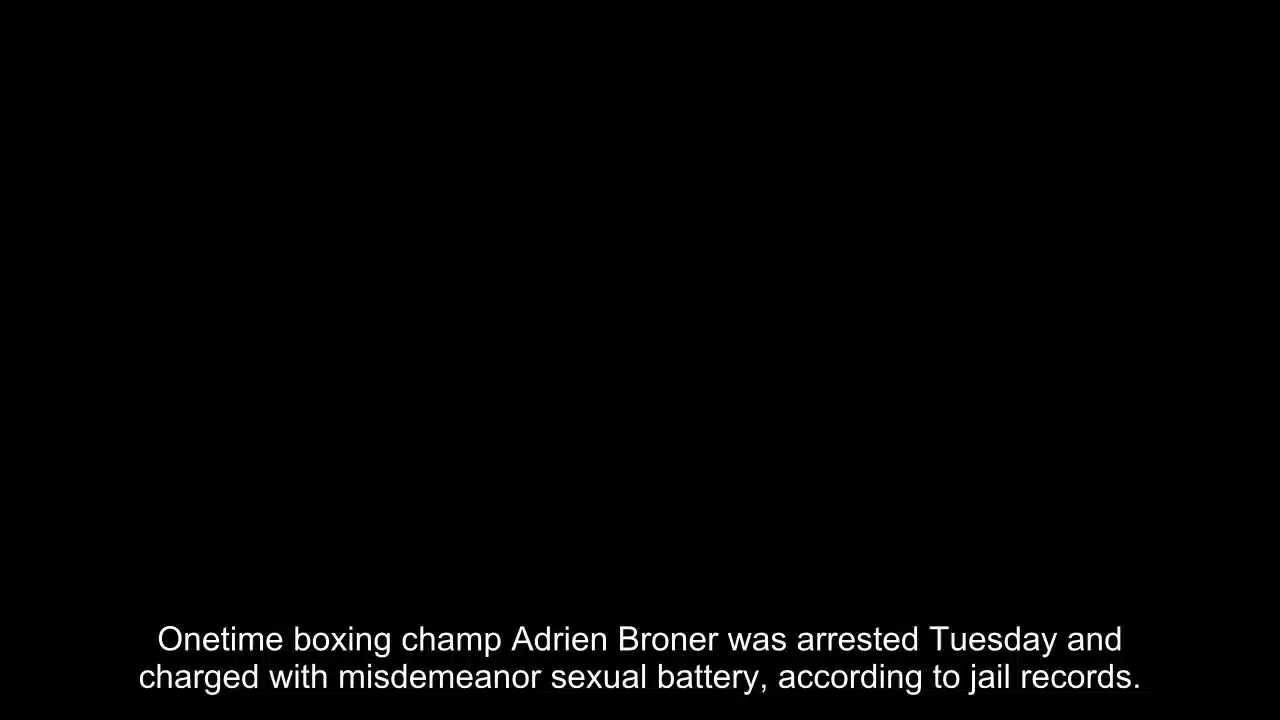 Onetime boxing champ Adrien Broner was arrested Tuesday and
charged with misdemeanor sexual battery, according to jail records.